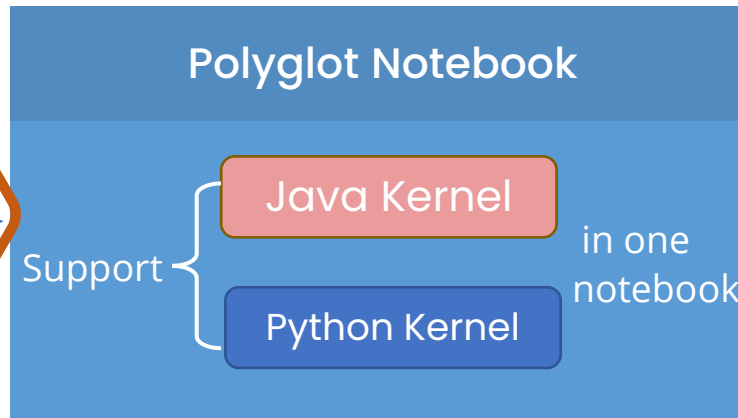 Polyglot Notebook
Java Kernel
Support
Python Kernel
in one
notebook